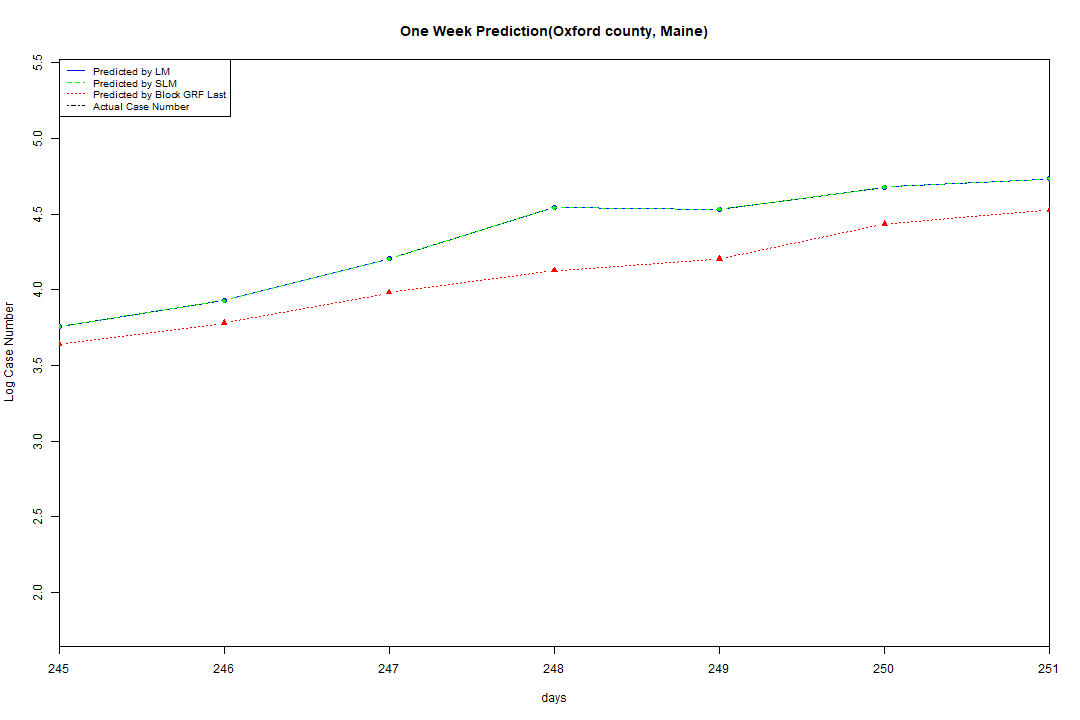 One Week Prediction(Oxford county, Maine)
Predicted by LM
Predicted by SLM
Predicted by Block GRF Last
Actual Case Number
5.5
5.0
4.5
4.0
3.5
3.0
2.5
2.0
Log Case Number
245 246 247 248 249 250 251
days